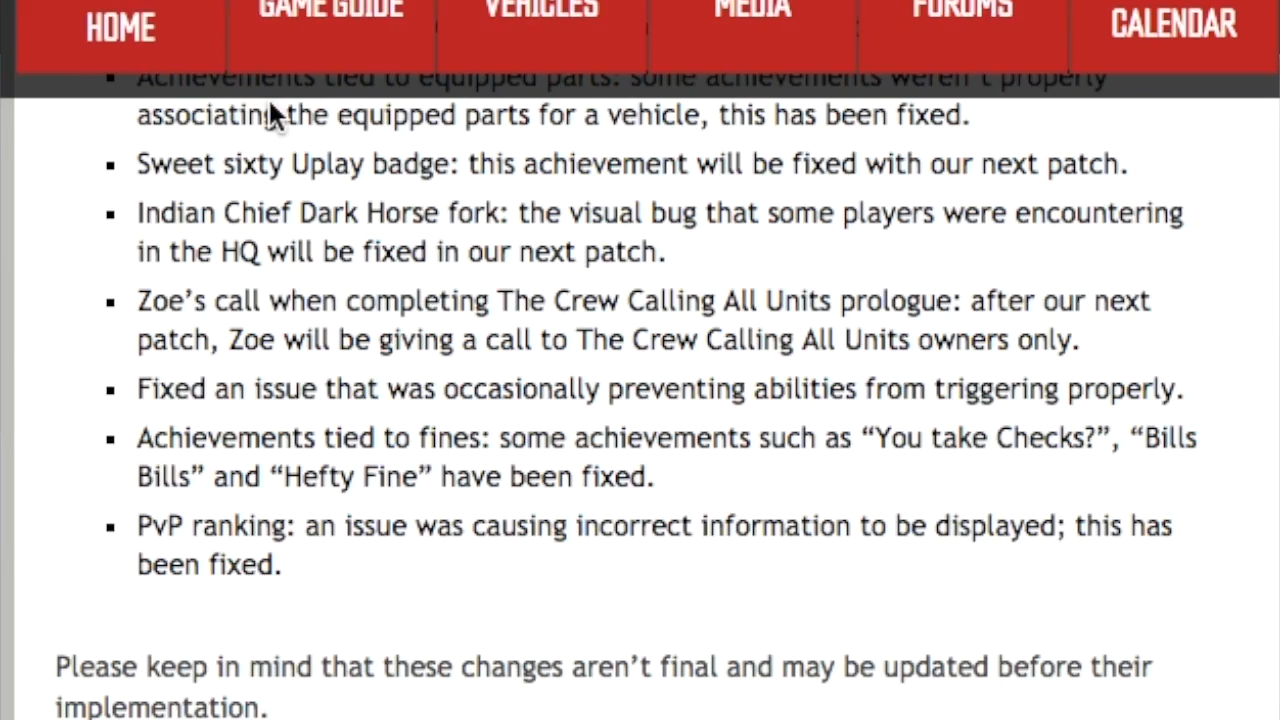 HOME GAME GUIDE VEHICLES MEDIA FORUMS CALENDAR
Achievements tied to equipped parts: some achievements weren't properly
associating the equipped parts for a vehicle, this has been fixed.
▪ Sweet sixty Uplay badge: this achievement will be fixed with our next patch.
▪ Indian Chief Dark Horse fork: the visual bug that some players were encountering
in the HQ will be fixed in our next patch.
▪ Zoe’s call when completing The Crew Calling All Units prologue: after our next
patch, Zoe will be giving a call to The Crew Calling All Units owners only.
▪ Fixed an issue that was occasionally preventing abilities from triggering properly.
▪ Achievements tied to fines: some achievements such as “You take Checks?”, “Bills
Bills” and “Hefty Fine” have been fixed.
▪ PvP ranking: an issue was causing incorrect information to be displayed; this has
been fixed.
Please keep in mind that these changes aren’t final and may be updated before their
implementation.